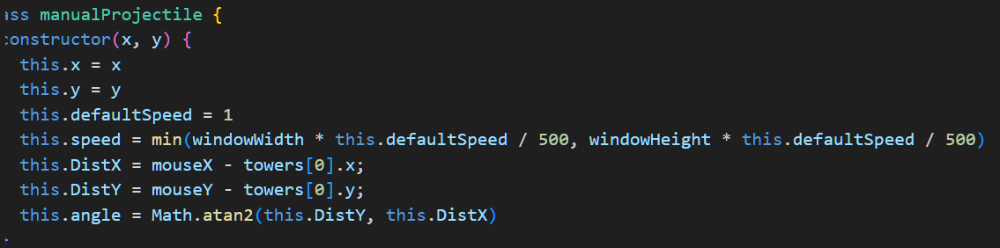 ass manualProjectile {
constructor(x, y) {
this.x = x
this.y = y
this.defaultSpeed = 1
this.speed = min(windowWidth * this.defaultSpeed / 500, windowHeight * this.defaultSpeed / 500)
this.DistX = mouseX - towers[0].x;
this.DistY = mouseY - towers[0].y;
this.angle = Math.atan2(this.DistY, this.DistX)
}